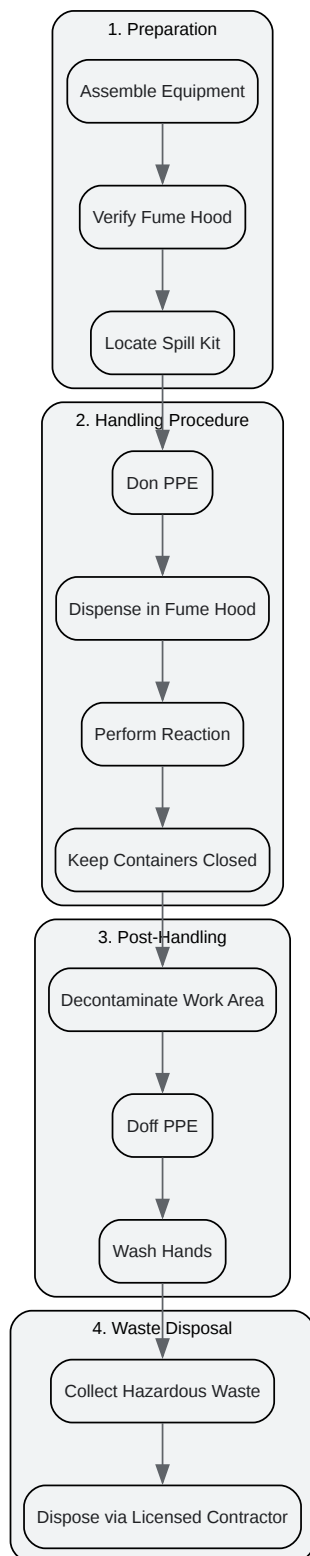 1. Preparation
Assemble Equipment
Verify Fume Hood
Locate Spill Kit
2. Handling Procedure
Don PPE
Dispense in Fume Hood
Perform Reaction
Keep Containers Closed
3. Post-Handling
Decontaminate Work Area
Doff PPE
Wash Hands
4. Waste Disposal
Collect Hazardous Waste
Dispose via Licensed Contractor